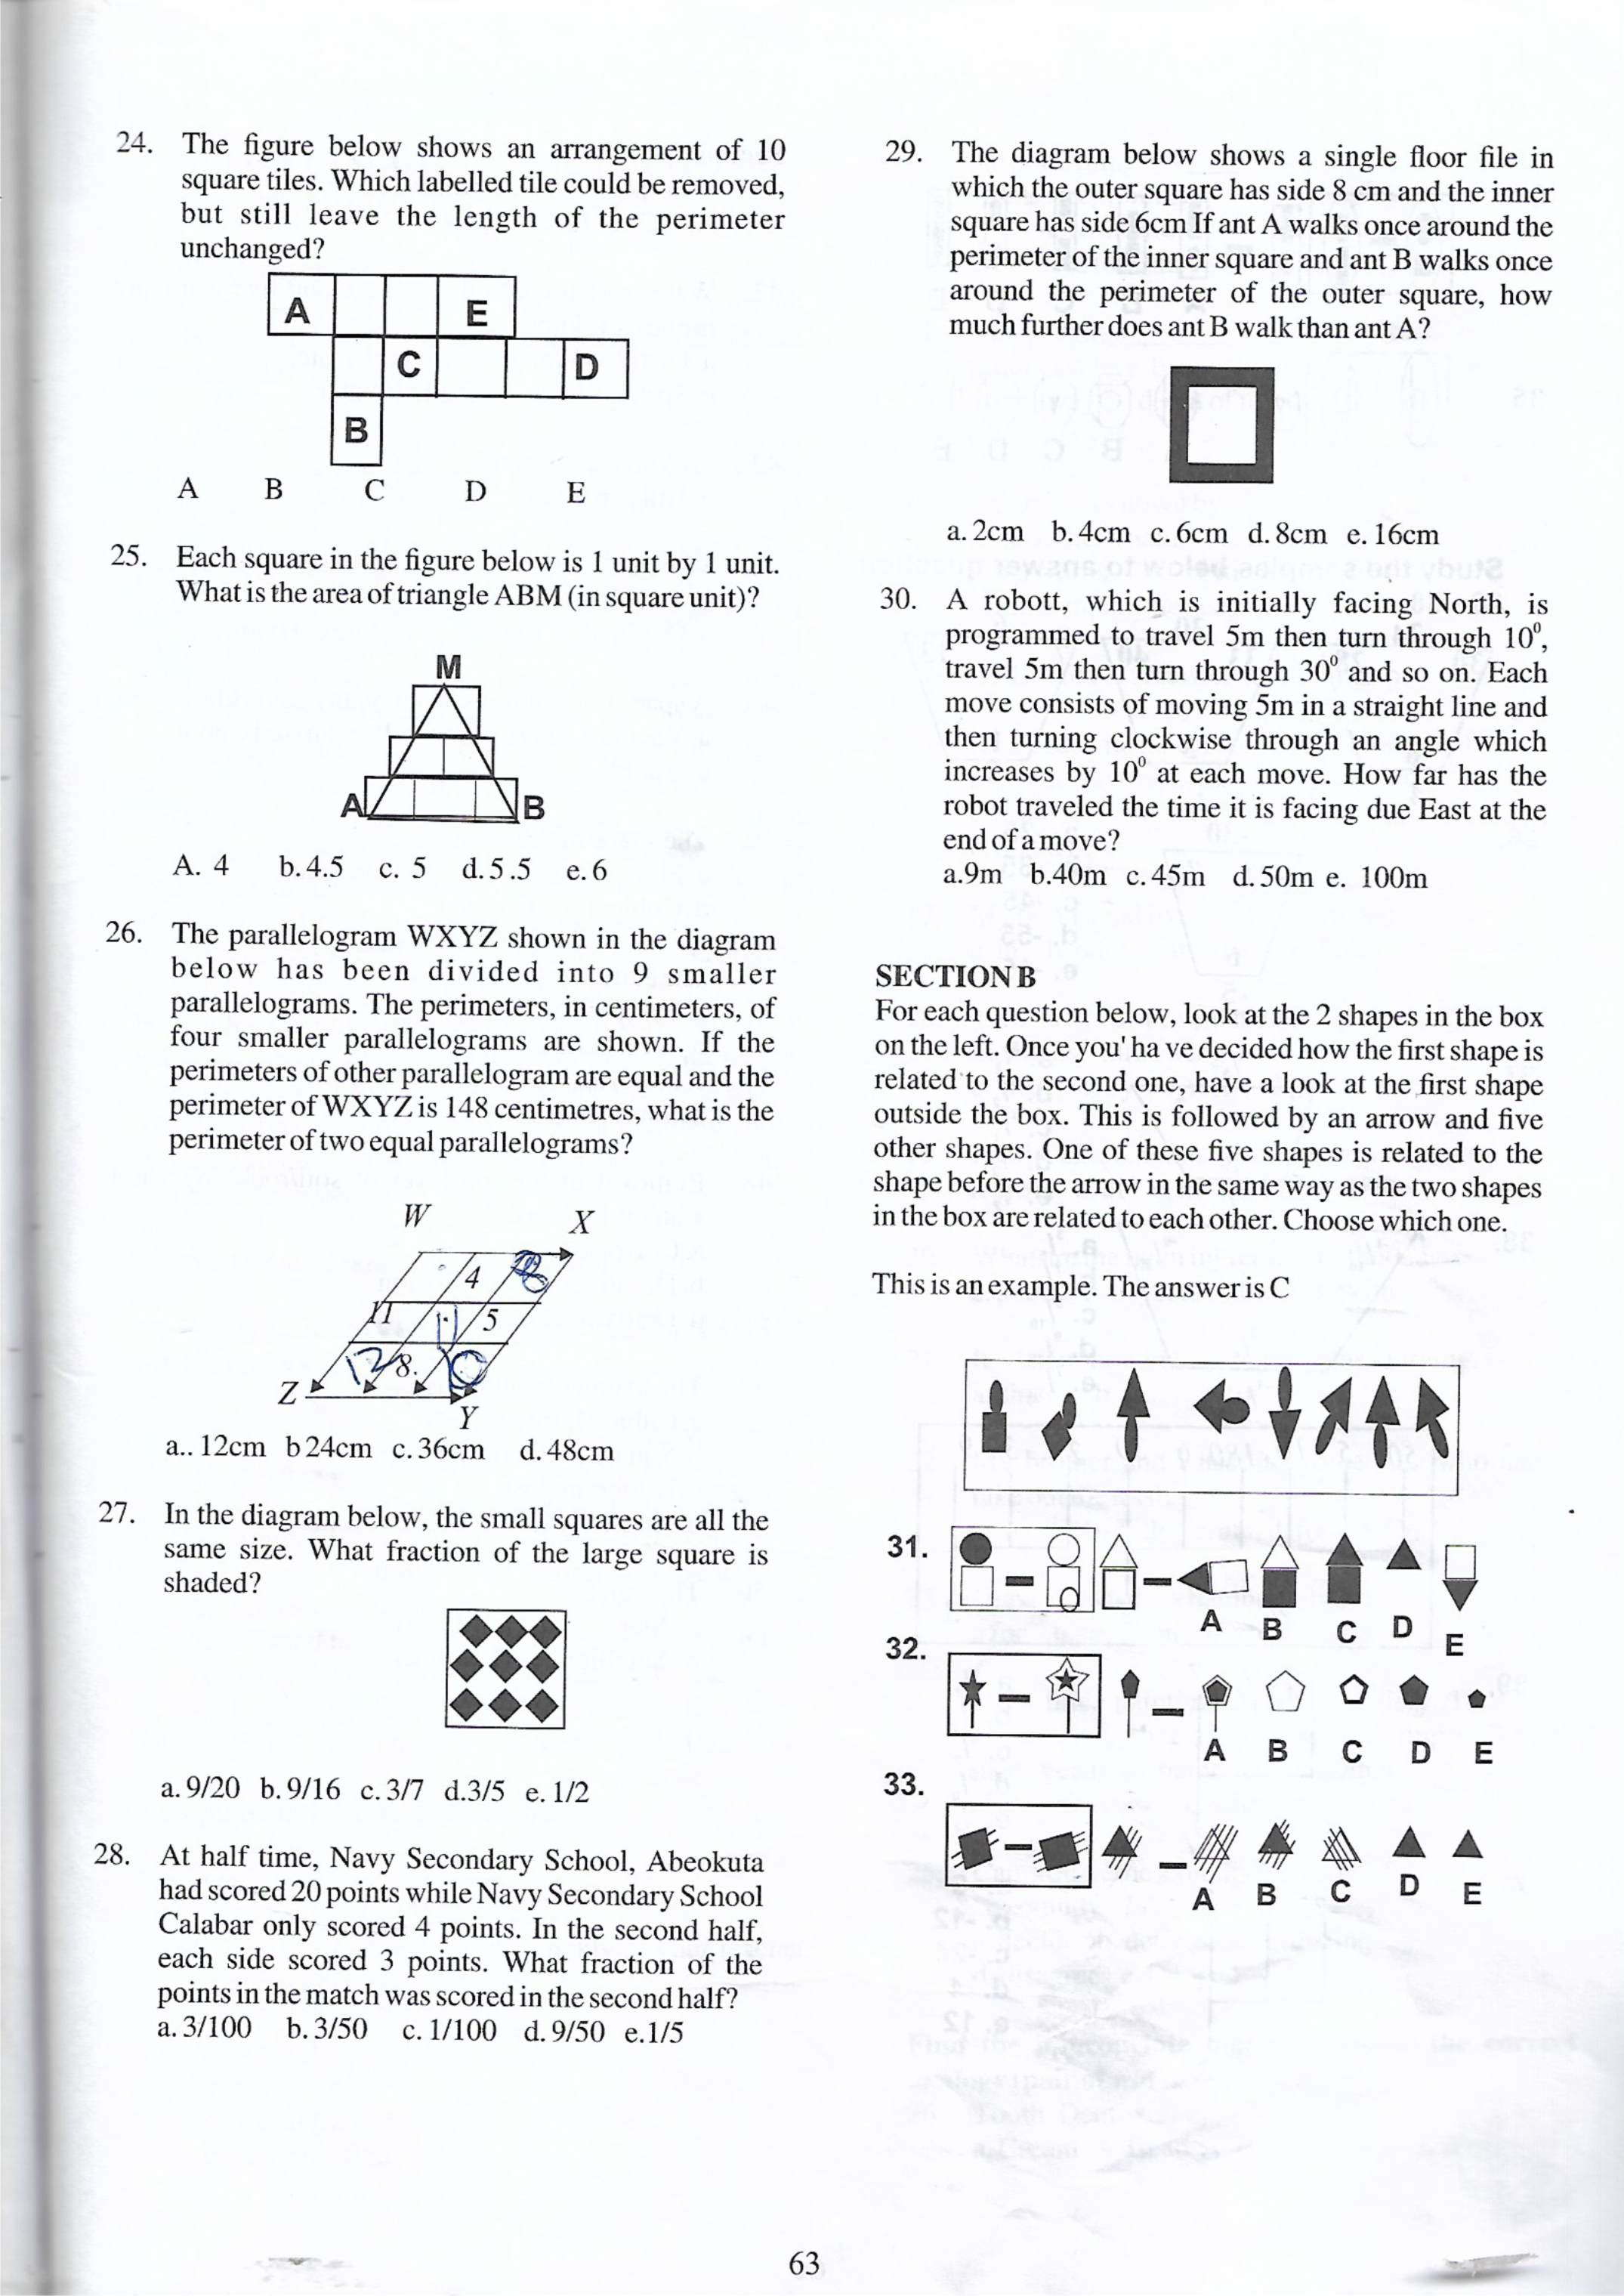 24. The figure below shows an arrangement of 10
square tiles. Which labelled tile could be removed,
but still leave the length of the perimeter
unchanged?
A E
C D
B
A B C D E
25. Each square in the figure below is 1 unit by 1 unit.
What is the area of triangle ABM (in square unit)?
M
A B
A. 4 b. 4.5 c. 5 d. 5.5 e. 6
26. The parallelogram WXYZ shown in the diagram
below has been divided into 9 smaller
parallelograms. The perimeters, in centimeters, of
four smaller parallelograms are shown. If the
perimeters of other parallelogram are equal and the
perimeter of WXYZ is 148 centimetres, what is the
perimeter of two equal parallelograms?
W X
4
11 5
8.
Z
Y
a.. 12cm b 24cm c. 36cm d. 48cm
27. In the diagram below, the small squares are all the
same size. What fraction of the large square is
shaded?
a. 9/20 b. 9/16 c. 3/7 d. 3/5 e. 1/2
28. At half time, Navy Secondary School, Abeokuta
had scored 20 points while Navy Secondary School
Calabar only scored 4 points. In the second half,
each side scored 3 points. What fraction of the
points in the match was scored in the second half?
a. 3/100 b. 3/50 c. 1/100 d. 9/50 e. 1/5
29. The diagram below shows a single floor file in
which the outer square has side 8 cm and the inner
square has side 6cm If ant A walks once around the
perimeter of the inner square and ant B walks once
around the perimeter of the outer square, how
much further does ant B walk than ant A?
a. 2cm b. 4cm c. 6cm d. 8cm e. 16cm
30. A robott, which is initially facing North, is
programmed to travel 5m then turn through 10⁰,
travel 5m then turn through 30⁰ and so on. Each
move consists of moving 5m in a straight line and
then turning clockwise through an angle which
increases by 10⁰ at each move. How far has the
robot traveled the time it is facing due East at the
end of a move?
a. 9m b. 40m c. 45m d. 50m e. 100m
SECTION B
For each question below, look at the 2 shapes in the box
on the left. Once you' ha ve decided how the first shape is
related to the second one, have a look at the first shape
outside the box. This is followed by an arrow and five
other shapes. One of these five shapes is related to the
shape before the arrow in the same way as the two shapes
in the box are related to each other. Choose which one.
This is an example. The answer is C
31.
A B C D E
32.
A B C D E
33.
A B C D E
63